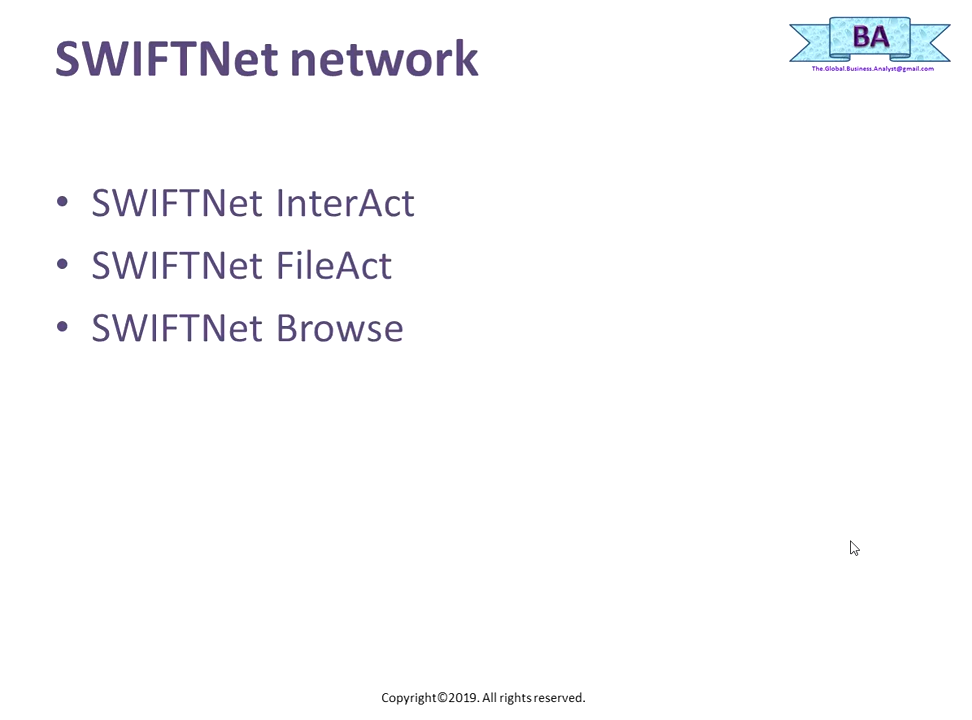 SWIFTNet network
BA
The.Global.Business.Analyst@gmail.com
• SWIFTNet InterAct
• SWIFTNet FileAct
• SWIFTNet Browse
Copyright©2019. All rights reserved.